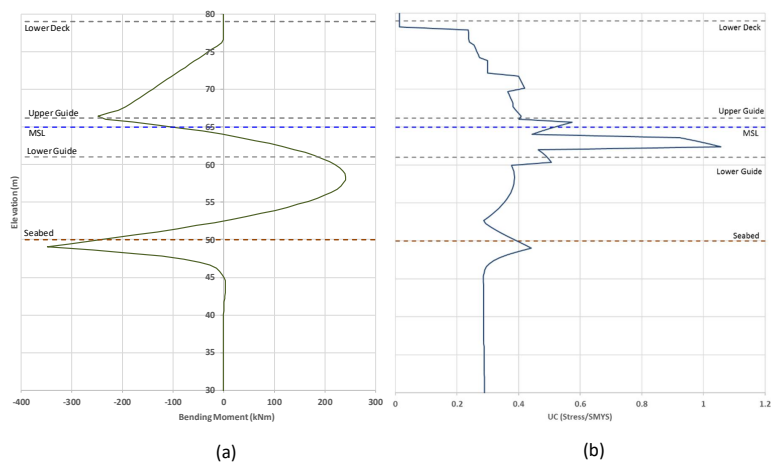 80
Lower Deck
75
70
Upper Guide
65
MSL
Lower Guide
60
55
Seabed
50
45
40
35
30
Elevation (m)
-400 -300 -200 -100 0 100 200 300
Bending Moment (kNm)
(a)
Lower Deck
Upper Guide
MSL
Lower Guide
Seabed
0 0.2 0.4 0.6 0.8 1 1.2
UC (Stress/SMYS)
(b)